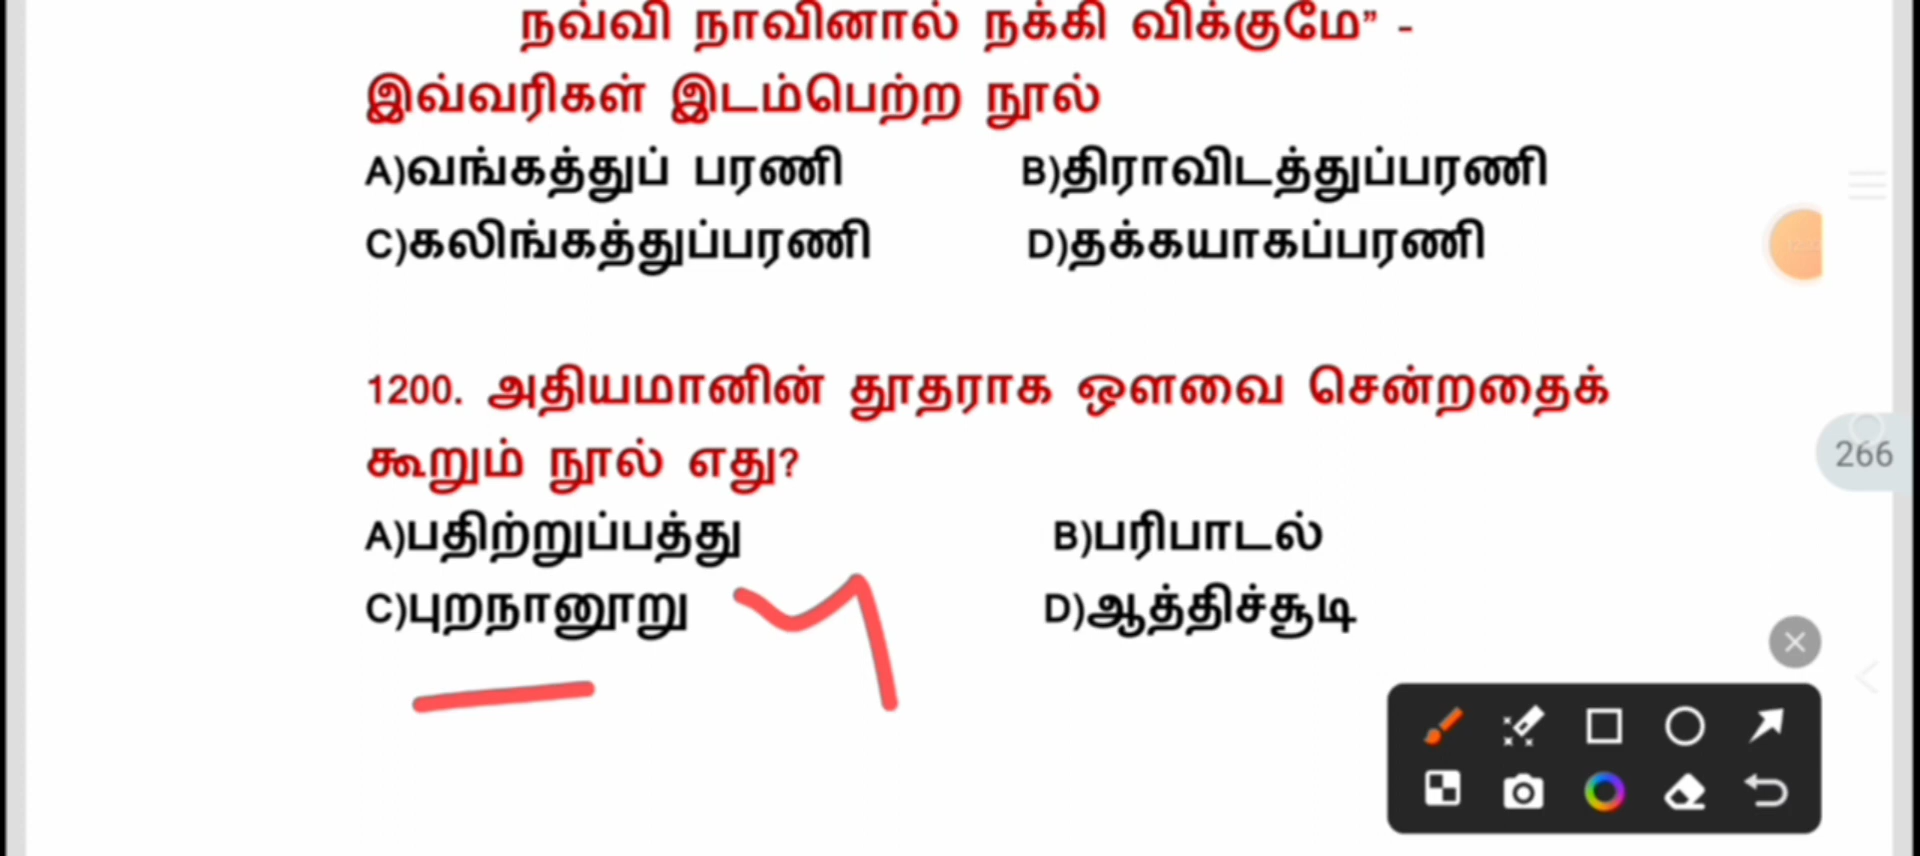 நவ்வி நாவினால் நக்கி விக்குமே” -
இவ்வரிகள் இடம்பெற்ற நூல்
A)வங்கத்துப் பரணி B)திராவிடத்துப்பரணி
C)கலிங்கத்துப்பரணி D)தக்கயாகப்பரணி
1200. அதியமானின் தூதராக ஔவை சென்றதைக்
கூறும் நூல் எது?
266
A)பதிற்றுப்பத்து B)பரிபாடல்
C)புறநானூறு D)ஆத்திச்சூடி